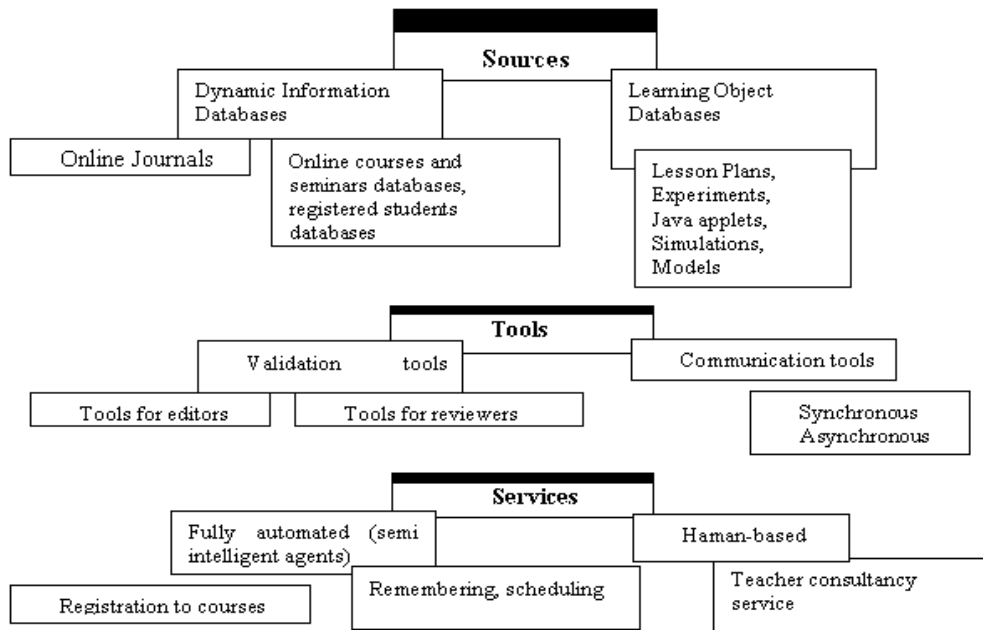 Sources
Dynamic Information
Databases
Learning Object
Databases
Online Journals
Online courses and
seminars databases,
registered students
databases
Lesson Plans,
Experiments,
Java applets,
Simulations,
Models
Tools
Validation tools
Communication tools
Tools for editors
Tools for reviewers
Synchronous
Asynchronous
Services
Fully automated (semi
intelligent agents)
Haman-based
Registration to courses
Remembering, scheduling
Teacher consultancy
service